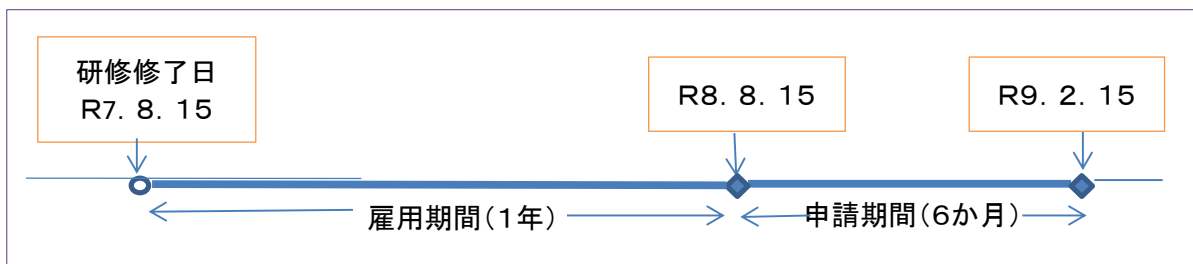 研修修了日
R7. 8. 15
R8. 8. 15
R9. 2. 15
雇用期間(1年)
申請期間(6か月)